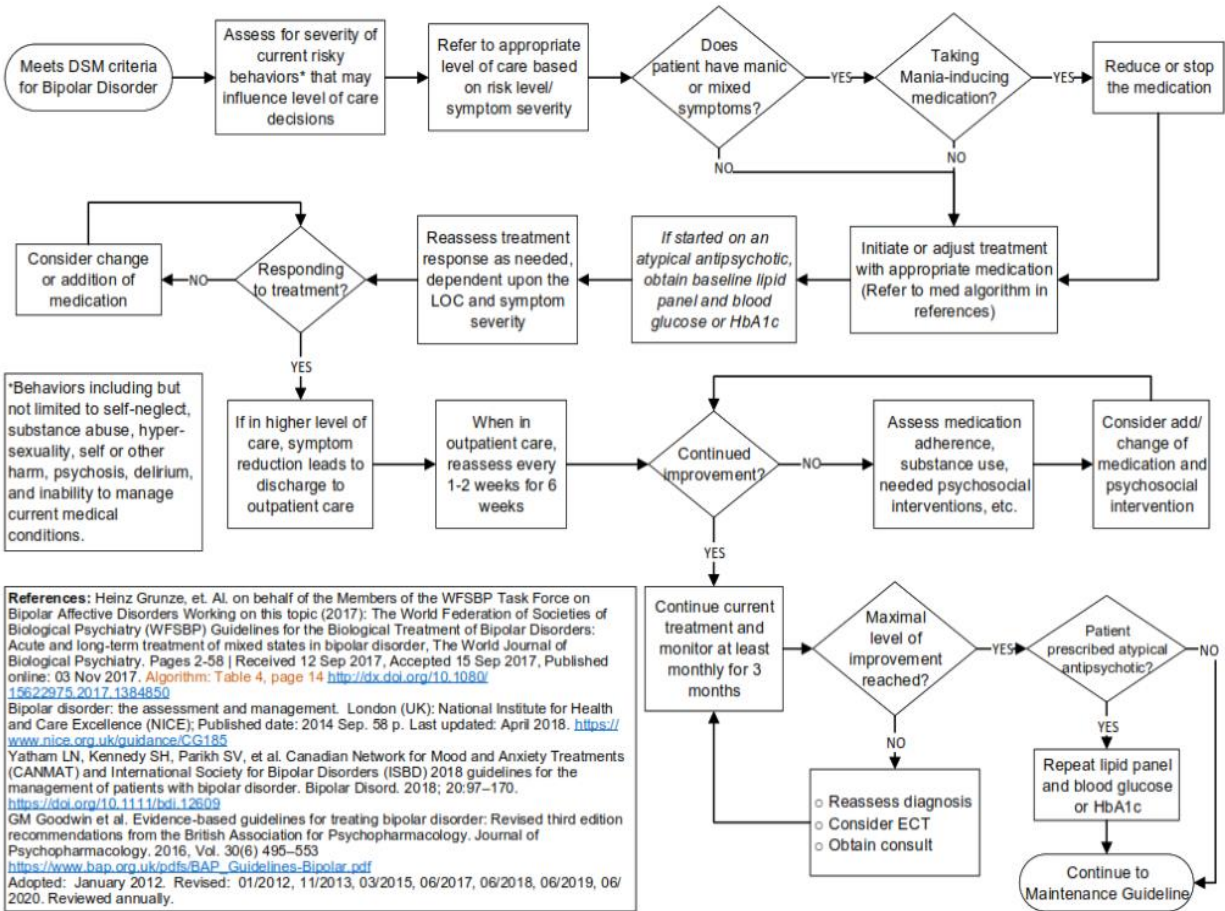 Meets DSM criteria
for Bipolar Disorder
Assess for severity of
current risky
behaviors* that may
influence level of care
decisions
Refer to appropriate
level of care based
on risk level/
symptom severity
Does
patient have manic
or mixed
symptoms?
YES
Taking
Mania-inducing
medication?
YES
Reduce or stop
the medication
NO
NO
Initiate or adjust treatment
with appropriate medication
(Refer to med algorithm in
references)
If started on an
atypical antipsychotic,
obtain baseline lipid
panel and blood
glucose or HbA1c
Reassess treatment
response as needed,
dependent upon the
LOC and symptom
severity
Responding
to treatment?
NO
Consider change
or addition of
medication
YES
*Behaviors including but
not limited to self-neglect,
substance abuse, hyper-
sexuality, self or other
harm, psychosis, delirium,
and inability to manage
current medical
conditions.
If in higher level of
care, symptom
reduction leads to
discharge to
outpatient care
When in
outpatient care,
reassess every
1-2 weeks for 6
weeks
Continued
improvement?
NO
Assess medication
adherence,
substance use,
needed psychosocial
interventions, etc.
Consider add/
change of
medication and
psychosocial
intervention
YES
Continue current
treatment and
monitor at least
monthly for 3
months
Maximal
level of
improvement
reached?
YES
Patient
prescribed atypical
antipsychotic?
NO
NO
○ Reassess diagnosis
○ Consider ECT
○ Obtain consult
YES
Repeat lipid panel
and blood glucose
or HbA1c
Continue to
Maintenance Guideline
References: Heinz Grunze, et. Al. on behalf of the Members of the WFSBP Task Force on
Bipolar Affective Disorders Working on this topic (2017): The World Federation of Societies of
Biological Psychiatry (WFSBP) Guidelines for the Biological Treatment of Bipolar Disorders:
Acute and long-term treatment of mixed states in bipolar disorder, The World Journal of
Biological Psychiatry. Pages 2-58 | Received 12 Sep 2017, Accepted 15 Sep 2017, Published
online: 03 Nov 2017. Algorithm: Table 4, page 14 http://dx.doi.org/10.1080/
15622975.2017.1384850
Bipolar disorder: the assessment and management. London (UK): National Institute for Health
and Care Excellence (NICE); Published date: 2014 Sep. 58 p. Last updated: April 2018. https://
www.nice.org.uk/guidance/CG185
Yatham LN, Kennedy SH, Parikh SV, et al. Canadian Network for Mood and Anxiety Treatments
(CANMAT) and International Society for Bipolar Disorders (ISBD) 2018 guidelines for the
management of patients with bipolar disorder. Bipolar Disord. 2018; 20:97–170.
https://doi.org/10.1111/bdi.12609
GM Goodwin et al. Evidence-based guidelines for treating bipolar disorder: Revised third edition
recommendations from the British Association for Psychopharmacology. Journal of
Psychopharmacology. 2016, Vol. 30(6) 495–553
https://www.bap.org.uk/pdfs/BAP_Guidelines-Bipolar.pdf
Adopted: January 2012. Revised: 01/2012, 11/2013, 03/2015, 06/2017, 06/2018, 06/2019, 06/
2020. Reviewed annually.